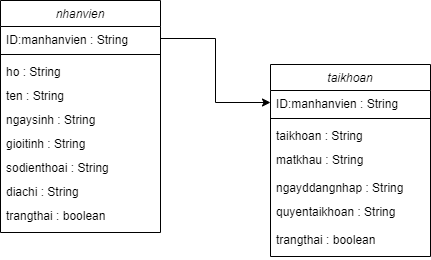 nhanvien
ID:manhanvien : String
ho : String
ten : String
ngaysinh : String
gioitinh : String
sodienthoai : String
diachi : String
trangthai : boolean
taikhoan
ID:manhanvien : String
taikhoan : String
matkhau : String
ngayddangnhap : String
quyentaikhoan : String
trangthai : boolean